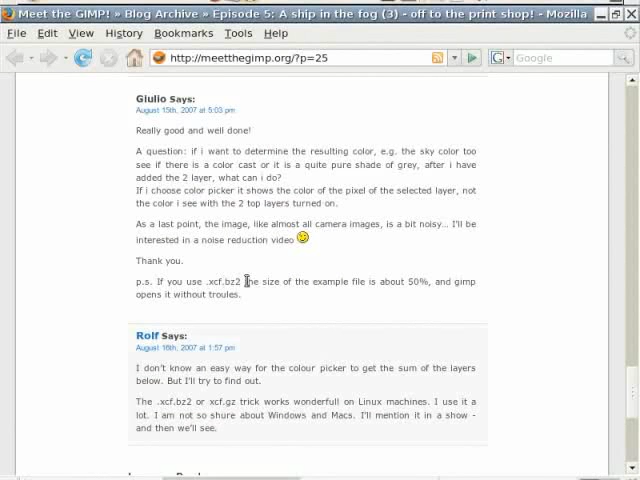 Meet the GIMP! » Blog Archive » Episode 5: A ship in the fog (3) - off to the print shop! - Mozilla
File Edit View History Bookmarks Tools Help
http://meetthegimp.org/?p=25
Google
Giulio Says:
August 15th, 2007 at 5:03 pm
Really good and well done!
A question: if i want to determine the resulting color, e.g. the sky color too
see if there is a color cast or it is a quite pure shade of grey, after i have
added the 2 layer, what can i do?
If i choose color picker it shows the color of the pixel of the selected layer, not
the color i see with the 2 top layers turned on.
As a last point, the image, like almost all camera images, is a bit noisy... I'll be
interested in a noise reduction video
Thank you.
p.s. If you use .xcf.bz2 the size of the example file is about 50%, and gimp
opens it without troules.
Rolf Says:
August 16th, 2007 at 1:57 pm
I don't know an easy way for the colour picker to get the sum of the layers
below. But I'll try to find out.
The .xcf.bz2 or xcf.gz trick works wonderfull on Linux machines. I use it a
lot. I am not so shure about Windows and Macs. I'll mention it in a show -
and then we'll see.